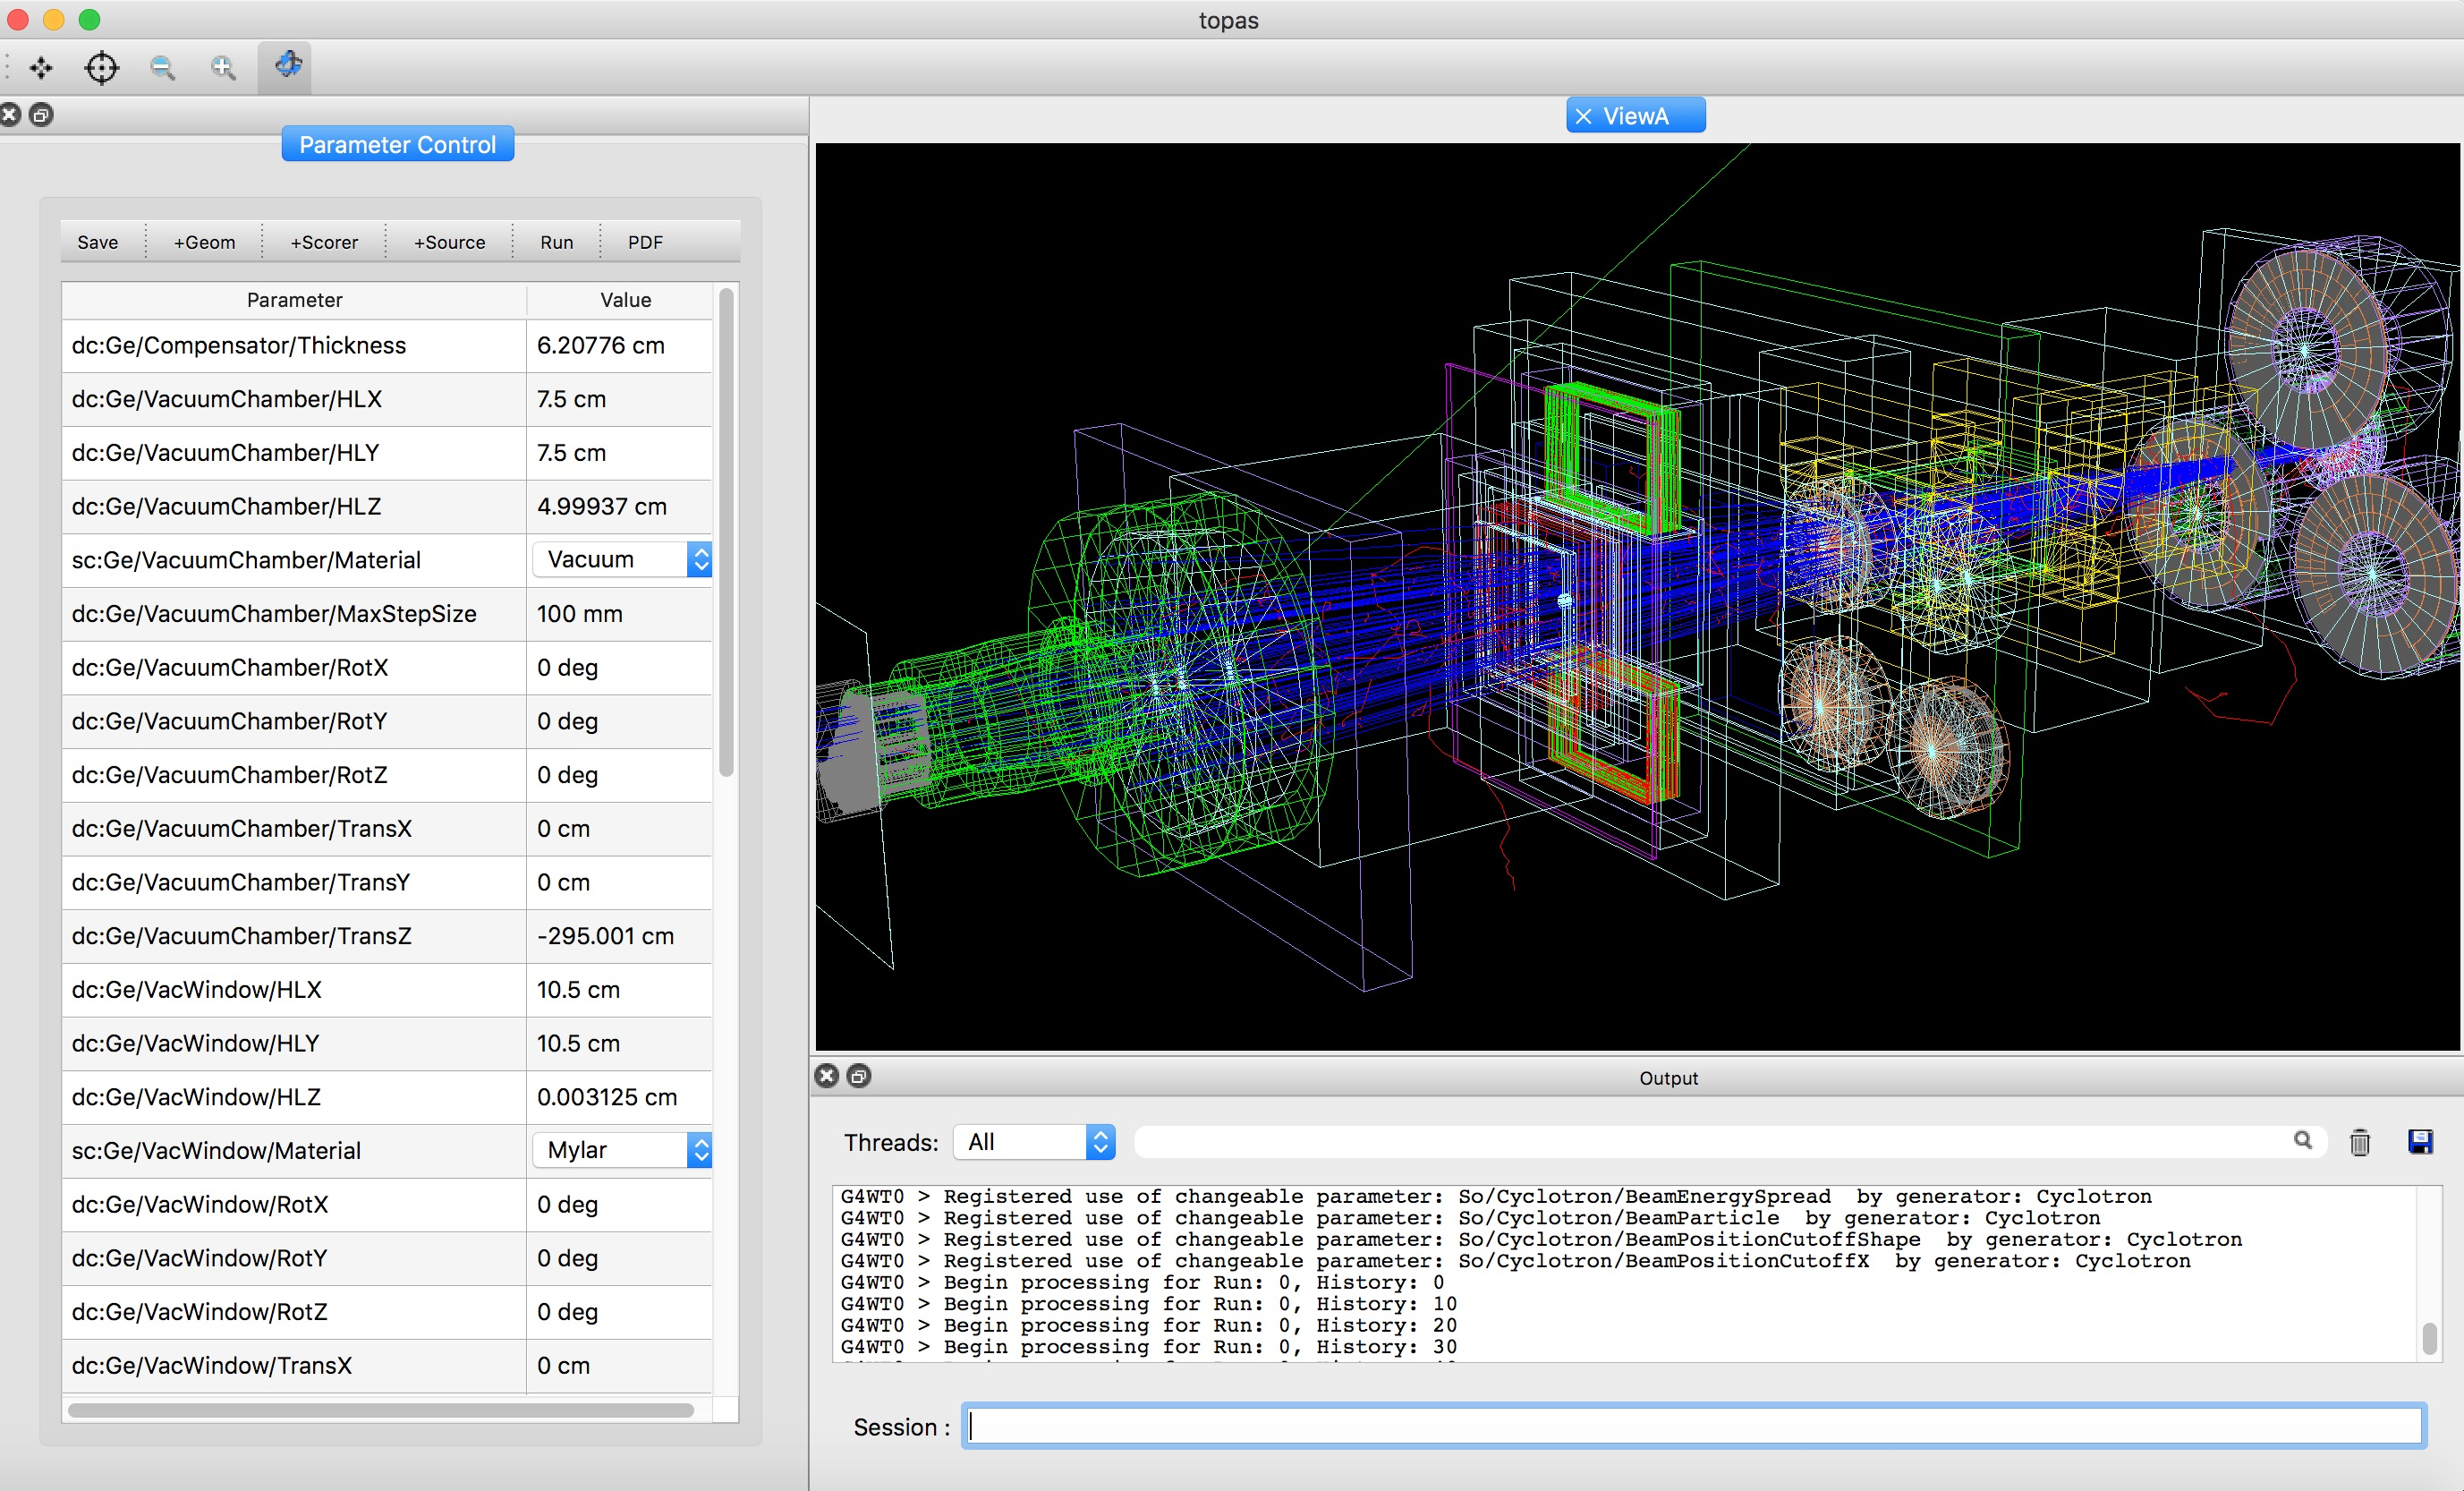 topas
Parameter Control
Save +Geom +Scorer +Source Run PDF
Parameter Value
dc:Ge/Compensator/Thickness 6.20776 cm
dc:Ge/VacuumChamber/HLX 7.5 cm
dc:Ge/VacuumChamber/HLY 7.5 cm
dc:Ge/VacuumChamber/HLZ 4.99937 cm
sc:Ge/VacuumChamber/Material Vacuum
dc:Ge/VacuumChamber/MaxStepSize 100 mm
dc:Ge/VacuumChamber/RotX 0 deg
dc:Ge/VacuumChamber/RotY 0 deg
dc:Ge/VacuumChamber/RotZ 0 deg
dc:Ge/VacuumChamber/TransX 0 cm
dc:Ge/VacuumChamber/TransY 0 cm
dc:Ge/VacuumChamber/TransZ -295.001 cm
dc:Ge/VacWindow/HLX 10.5 cm
dc:Ge/VacWindow/HLY 10.5 cm
dc:Ge/VacWindow/HLZ 0.003125 cm
sc:Ge/VacWindow/Material Mylar
dc:Ge/VacWindow/RotX 0 deg
dc:Ge/VacWindow/RotY 0 deg
dc:Ge/VacWindow/RotZ 0 deg
dc:Ge/VacWindow/TransX 0 cm
ViewA
Output
Threads: All
G4WT0 > Registered use of changeable parameter: So/Cyclotron/BeamEnergySpread by generator: Cyclotron
G4WT0 > Registered use of changeable parameter: So/Cyclotron/BeamParticle by generator: Cyclotron
G4WT0 > Registered use of changeable parameter: So/Cyclotron/BeamPositionCutoffShape by generator: Cyclotron
G4WT0 > Registered use of changeable parameter: So/Cyclotron/BeamPositionCutoffX by generator: Cyclotron
G4WT0 > Begin processing for Run: 0, History: 0
G4WT0 > Begin processing for Run: 0, History: 10
G4WT0 > Begin processing for Run: 0, History: 20
G4WT0 > Begin processing for Run: 0, History: 30
Session :